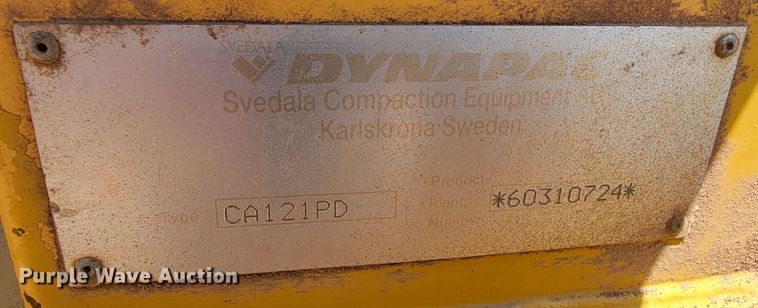 SVEDALA
DYNAPAC
Svedala Compaction Equipment AB
Karlskrona Sweden
Type CA121PD
Product
Ident.
Number
*60310724*
Purple Wave Auction